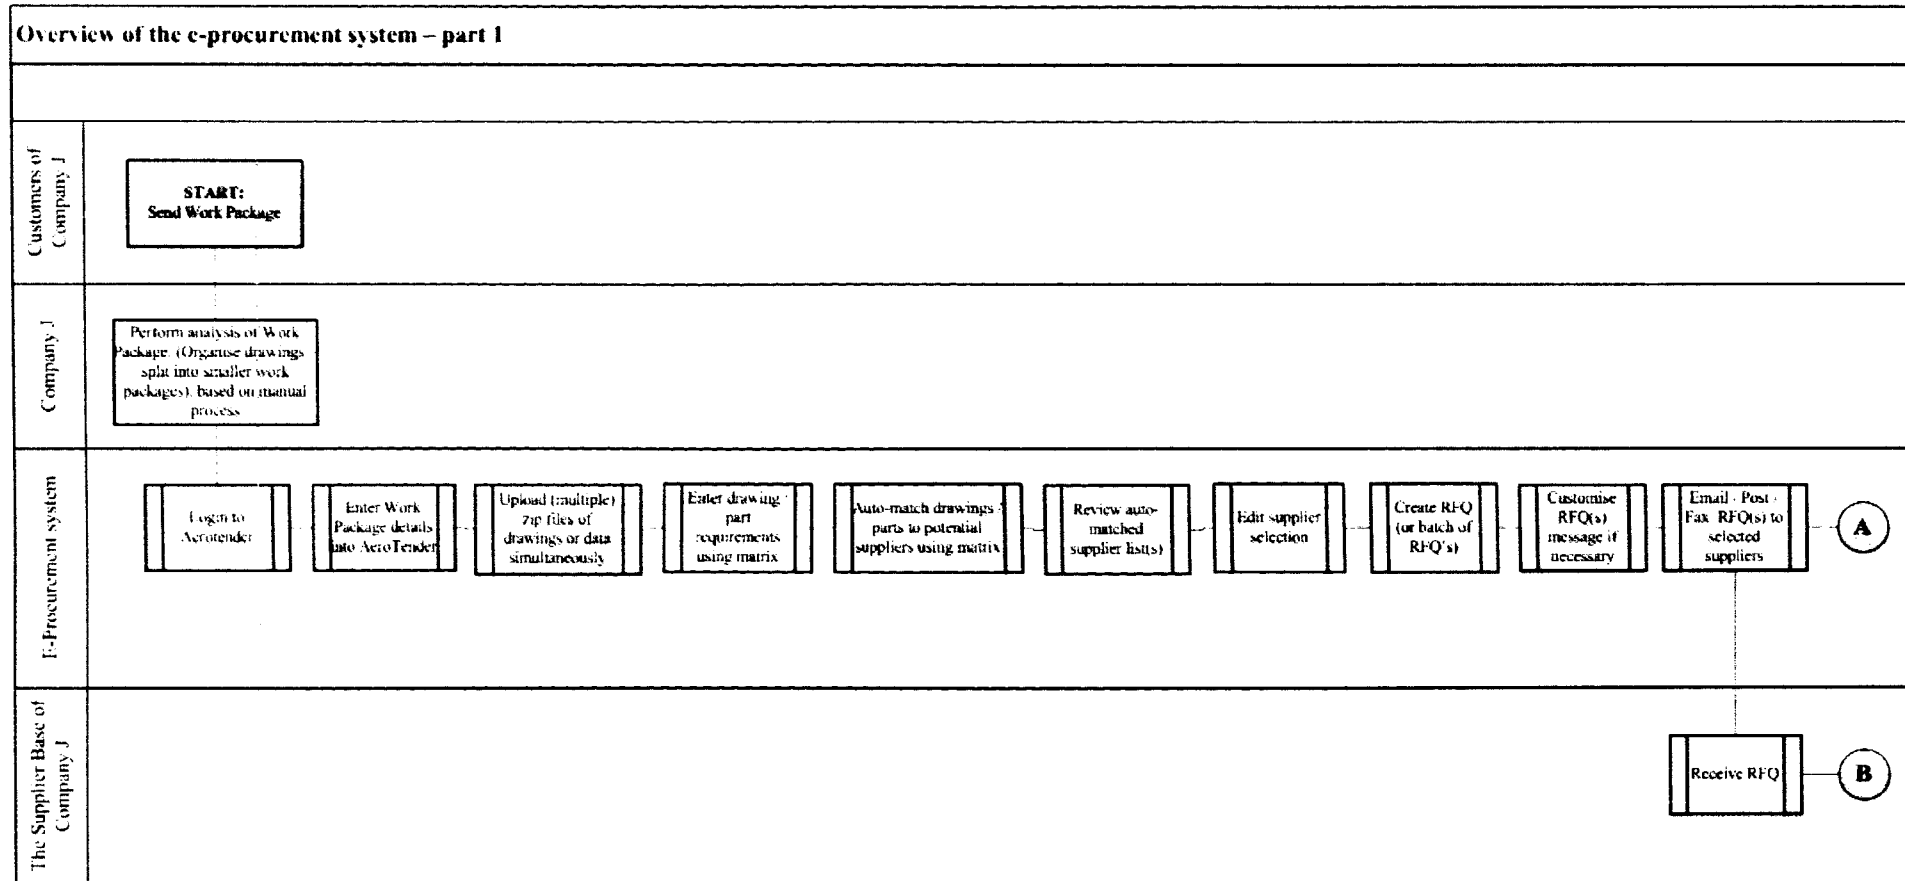 Overview of the e-procurement system – part 1
Customers of
Company J
START:
Send Work Package
Company J
Perform analysis of Work
Package. (Organise drawings
split into smaller work
packages), based on manual
process
E-Procurement system
Login to
Aerotender
Enter Work
Package details
into AeroTender
Upload (multiple)
zip files of
drawings or data
simultaneously
Enter drawing /
part
requirements
using matrix
Auto-match drawings /
parts to potential
suppliers using matrix
Review auto-
matched
supplier list(s)
Edit supplier
selection
Create RFQ
(or batch of
RFQ's)
Customise
RFQ(s)
message if
necessary
Email / Post /
Fax RFQ(s) to
selected
suppliers
A
The Supplier Base of
Company J
Receive RFQ
B